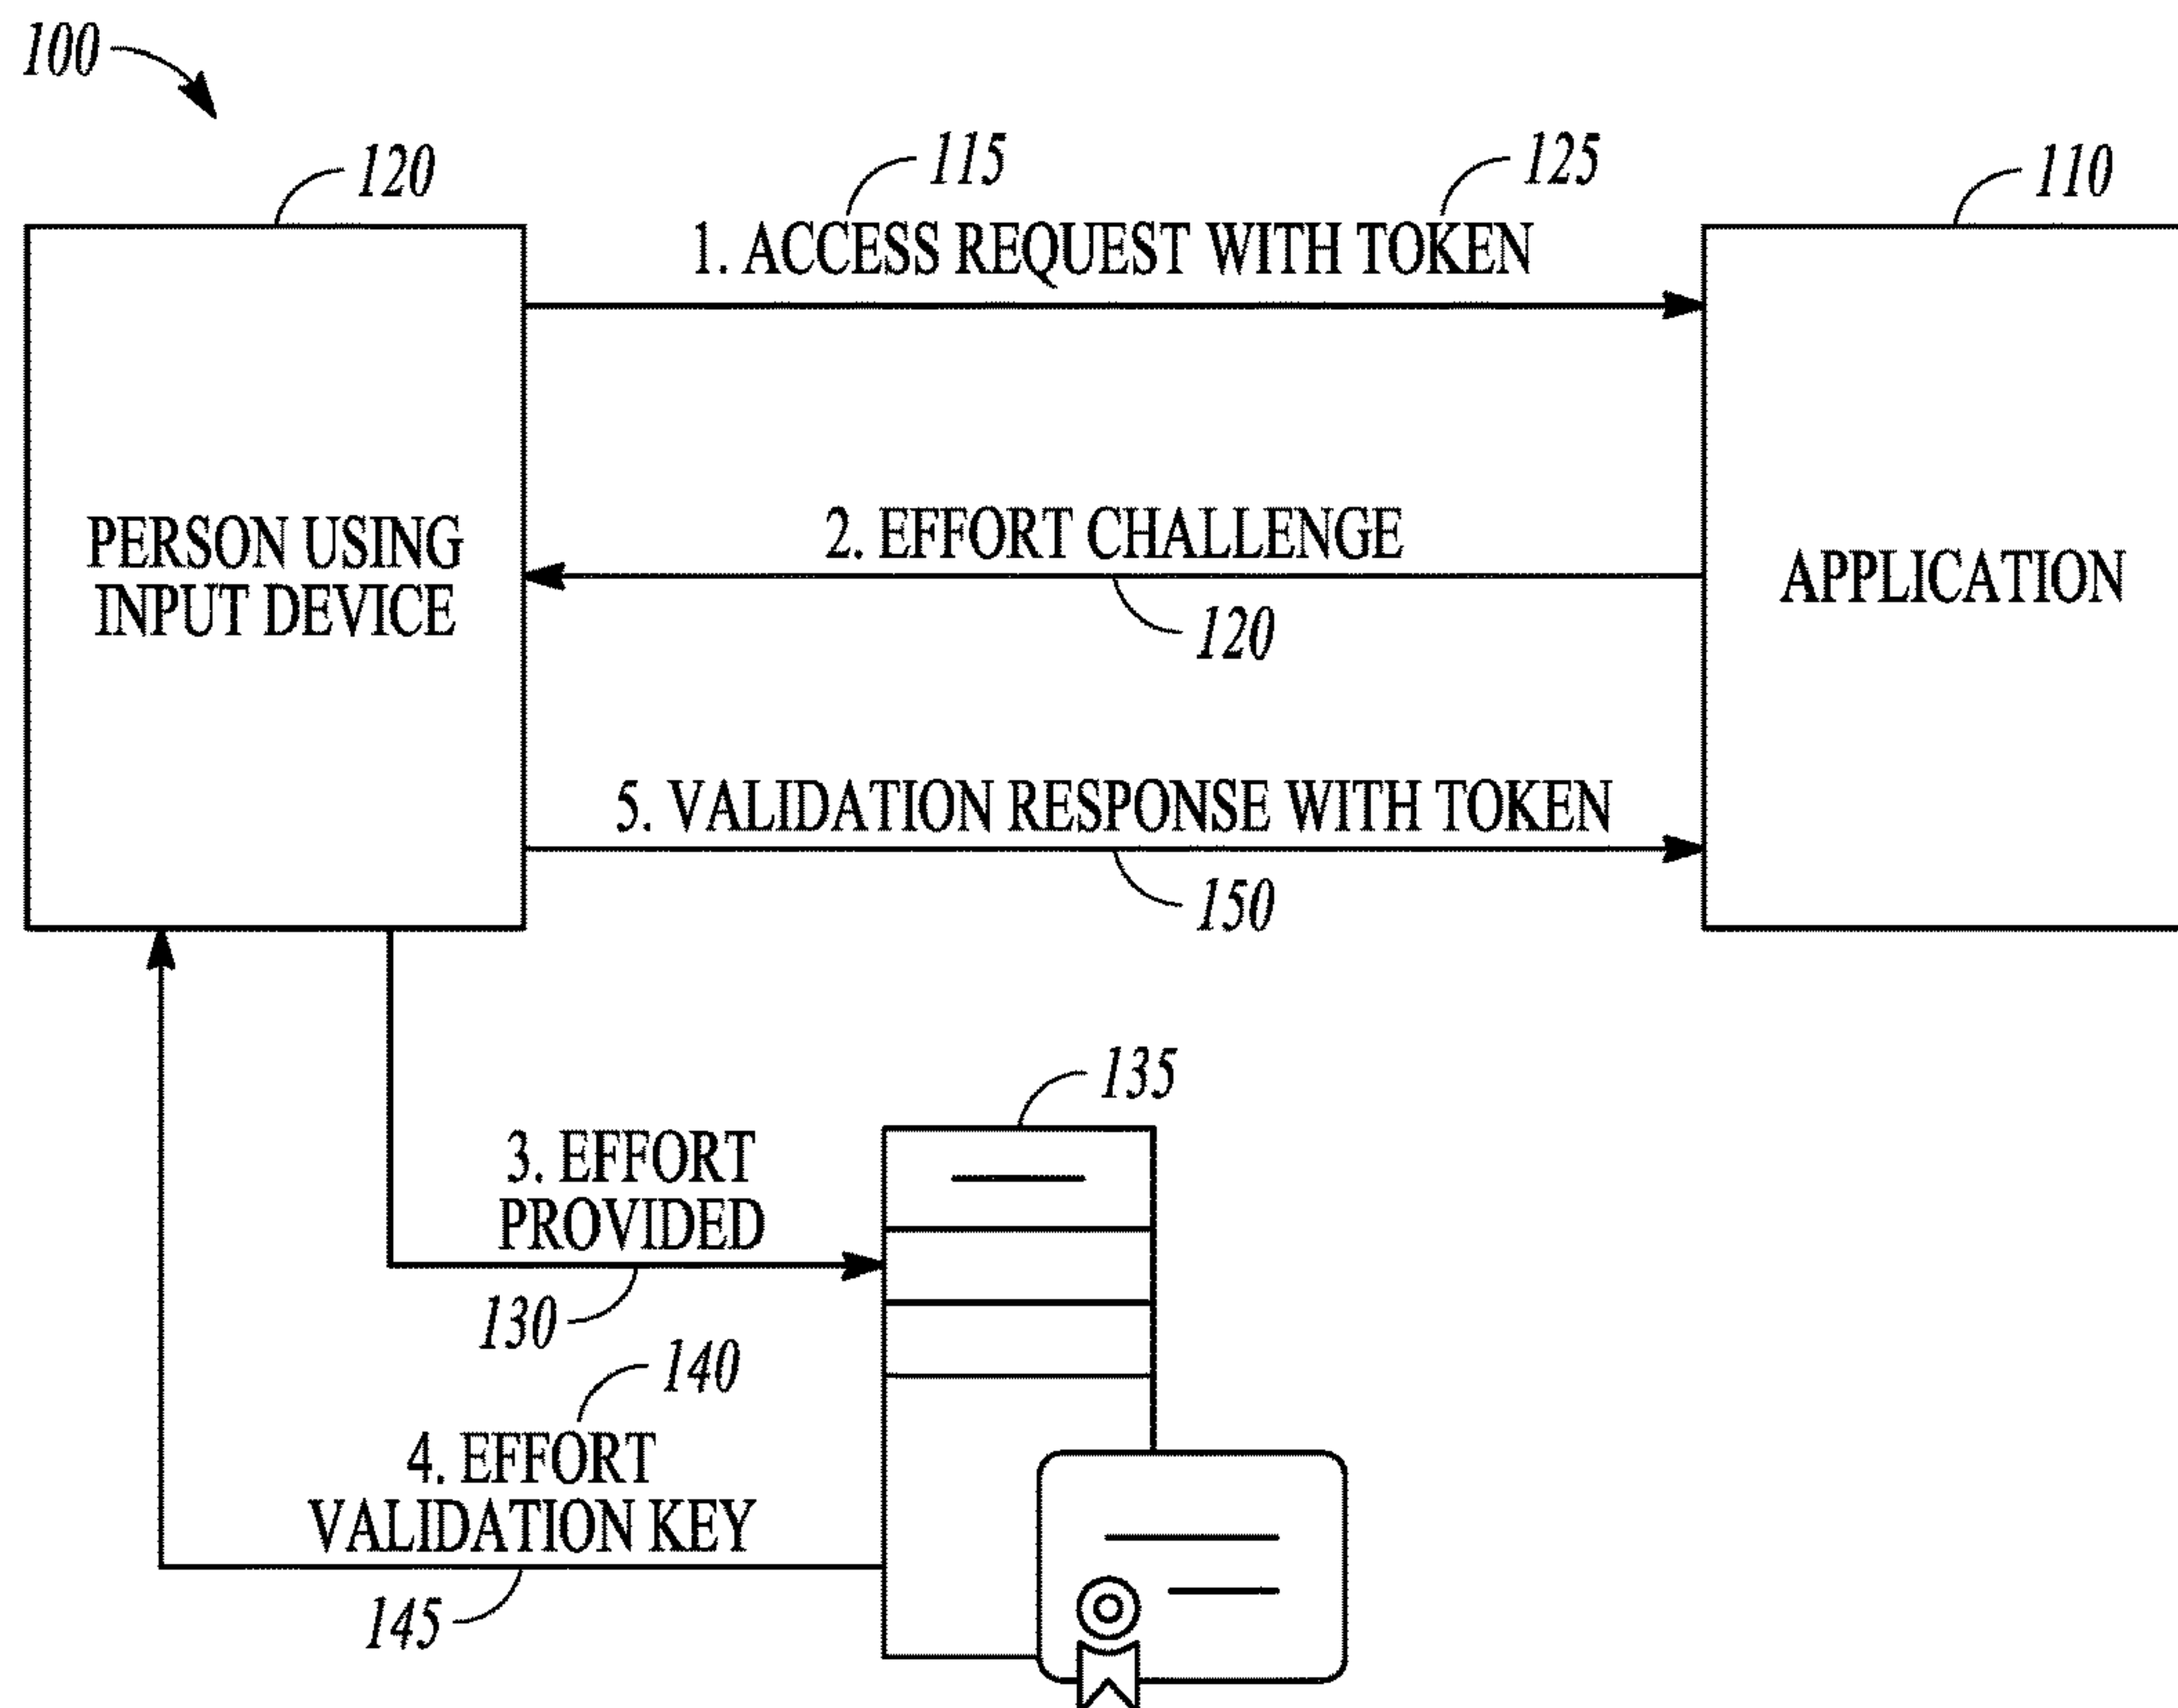 100
120
115
125
110
1. ACCESS REQUEST WITH TOKEN
2. EFFORT CHALLENGE
120
PERSON USING
INPUT DEVICE
APPLICATION
5. VALIDATION RESPONSE WITH TOKEN
150
135
3. EFFORT
PROVIDED
130
140
4. EFFORT
VALIDATION KEY
145